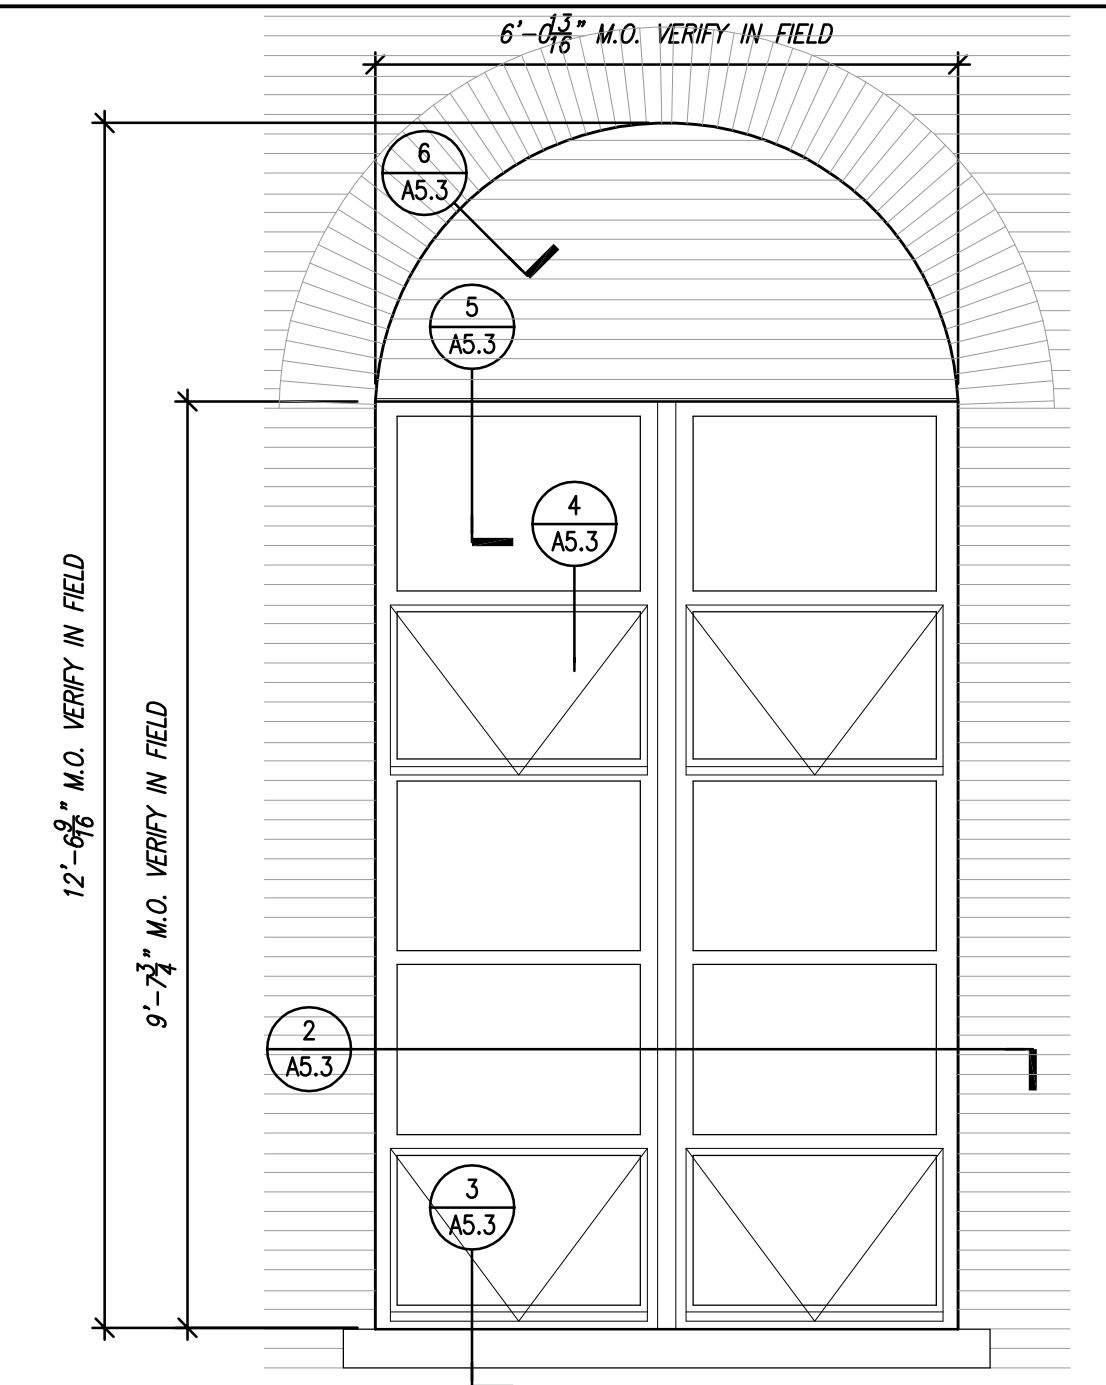 6'-0 13/16" M.O. VERIFY IN FIELD
6
A5.3
5
A5.3
4
A5.3
12'-6 9/16" M.O. VERIFY IN FIELD
9'-7 3/4" M.O. VERIFY IN FIELD
2
A5.3
3
A5.3